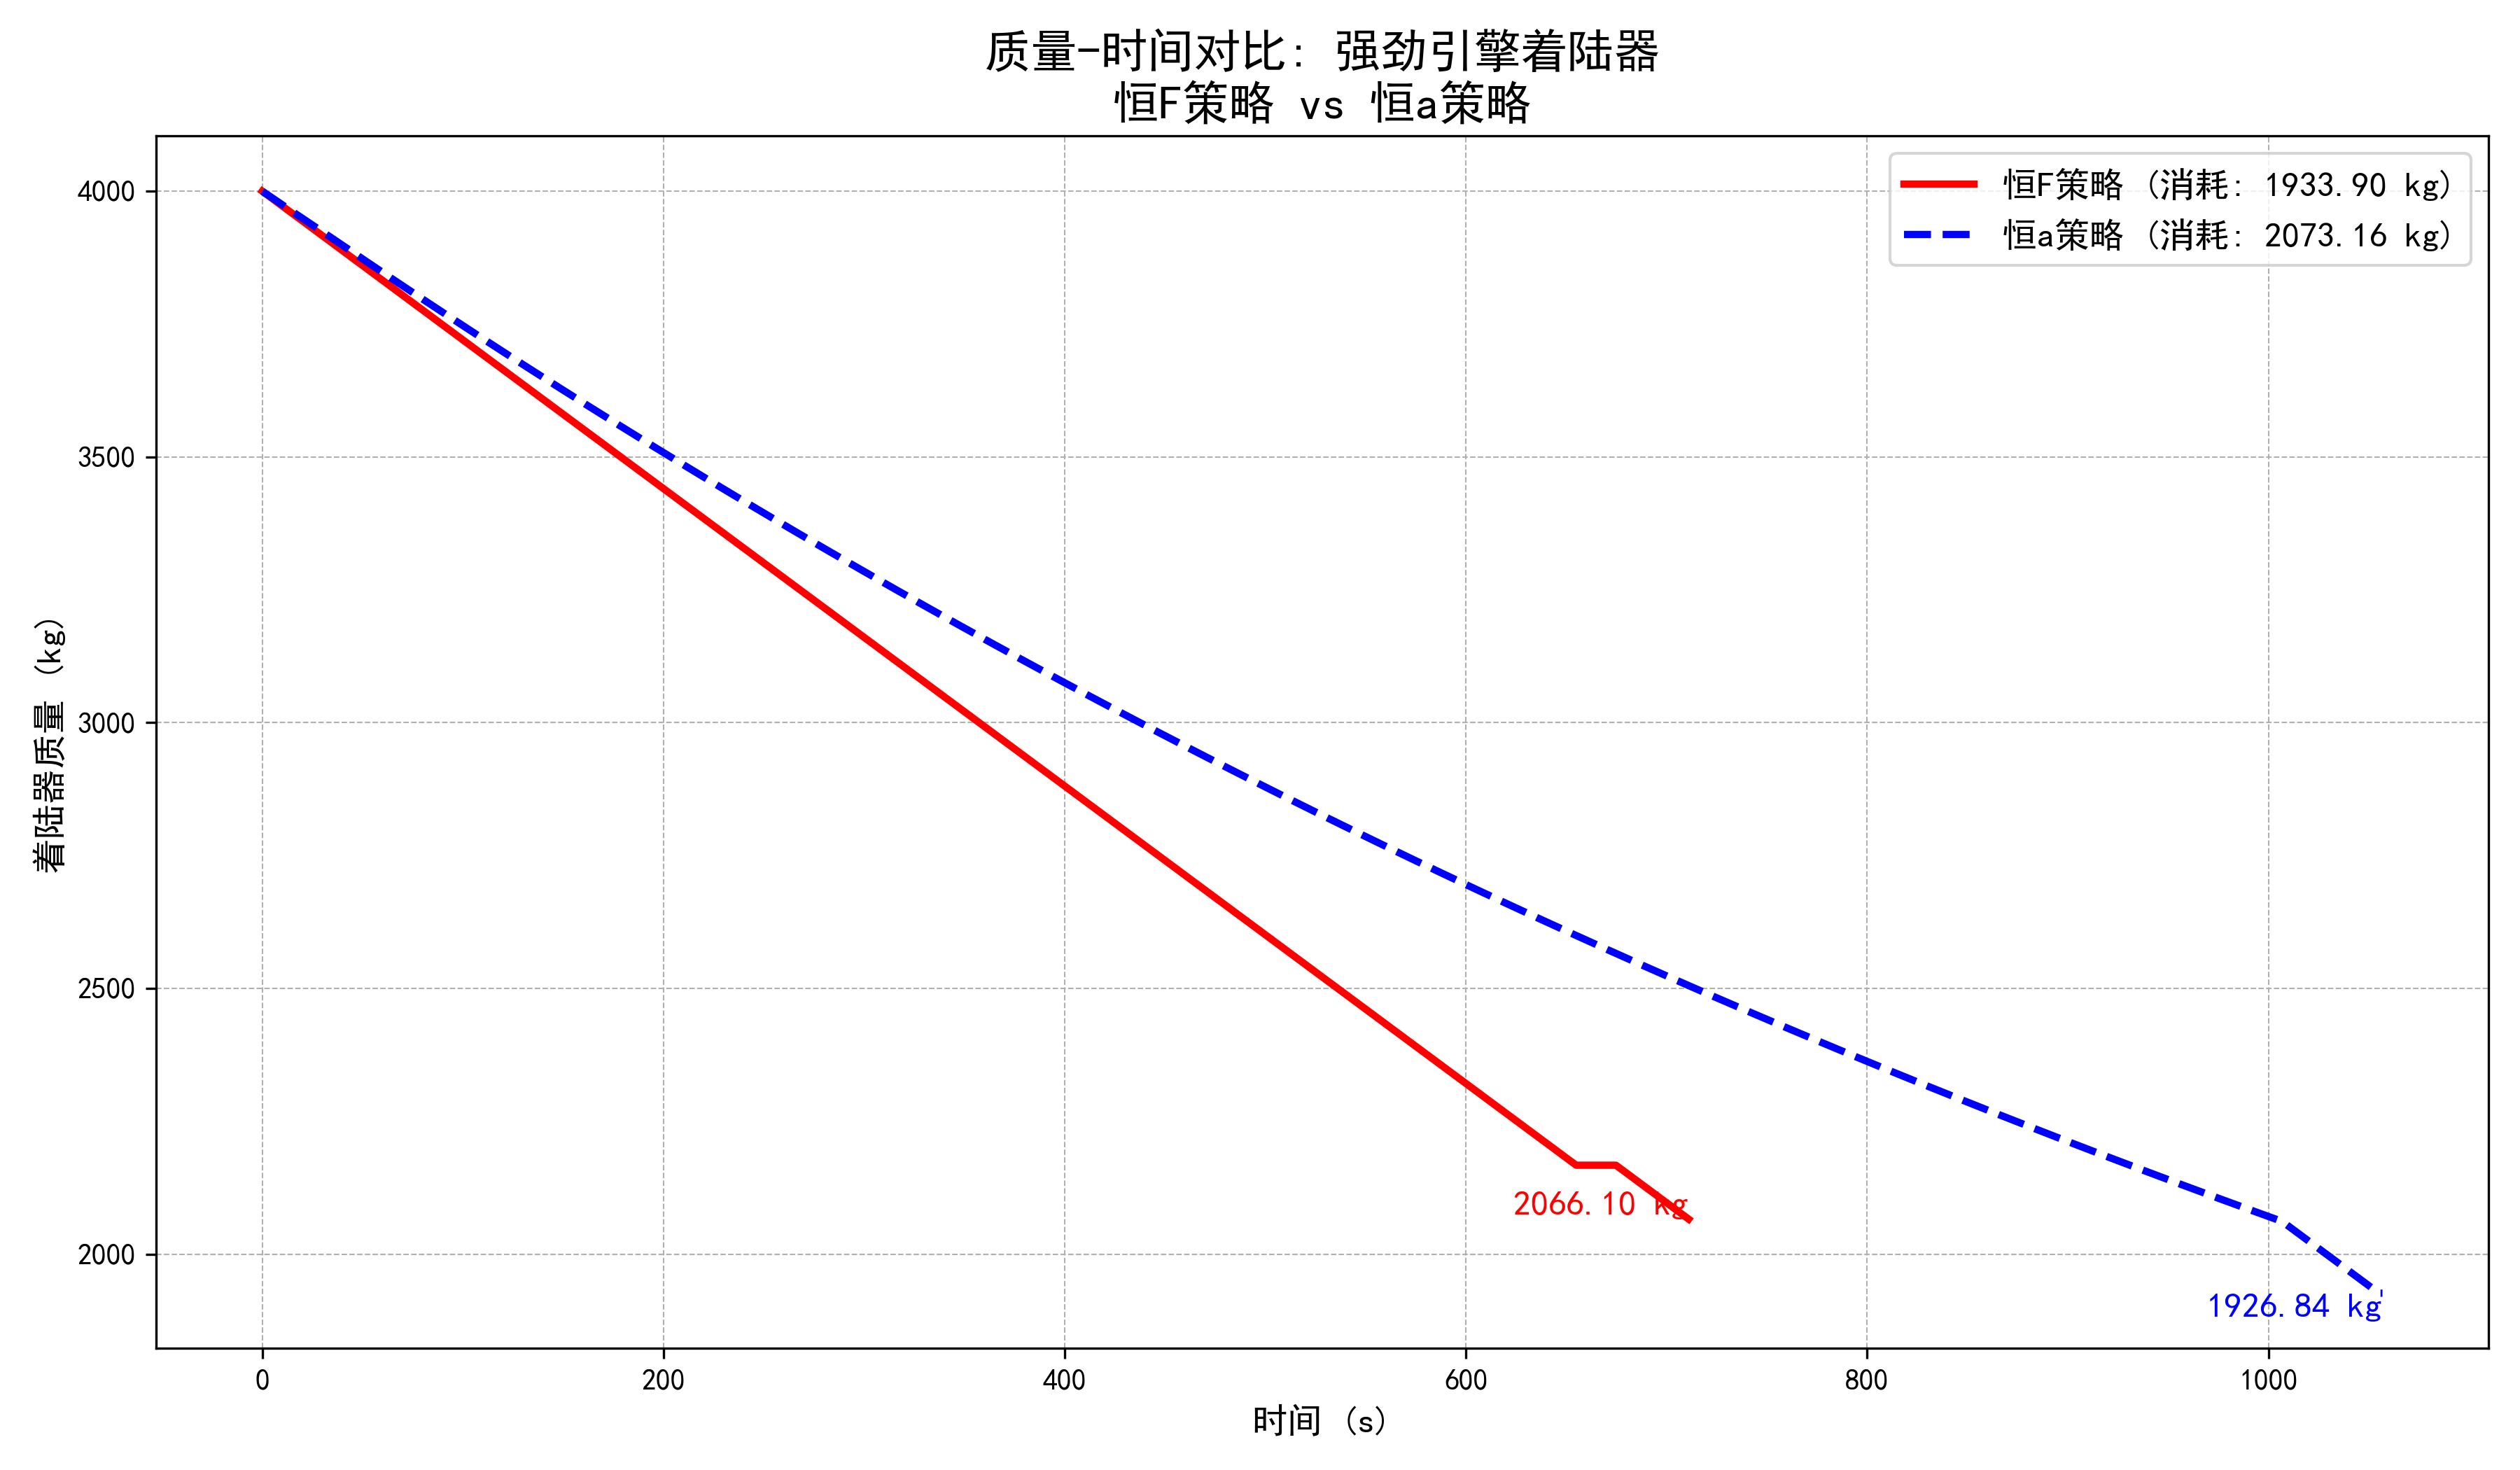 质量-时间对比: 强劲引擎着陆器
恒F策略 vs 恒a策略
恒F策略 (消耗: 1933.90 kg)
恒a策略 (消耗: 2073.16 kg)
着陆器质量 (kg)
4000
3500
3000
2500
2000
2066.10 kg
1926.84 kg
0
200
400
600
800
1000
时间 (s)